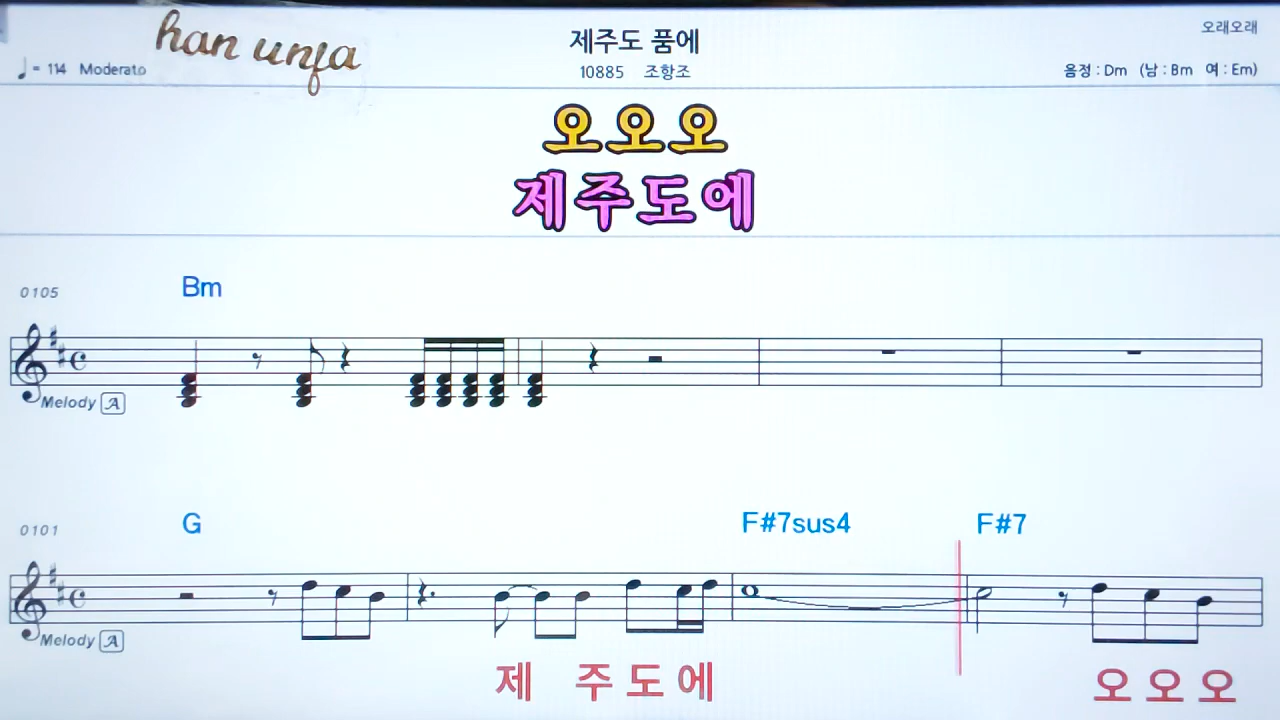 han unja
제주도 품에
오래오래
♩= 114 Moderato
10885 조항조
음정 : Dm (남 : Bm 여 : Em)
오오오
제주도에
0105
Bm
Melody A
0101
G
F#7sus4
F#7
Melody A
제 주 도 에
오 오 오